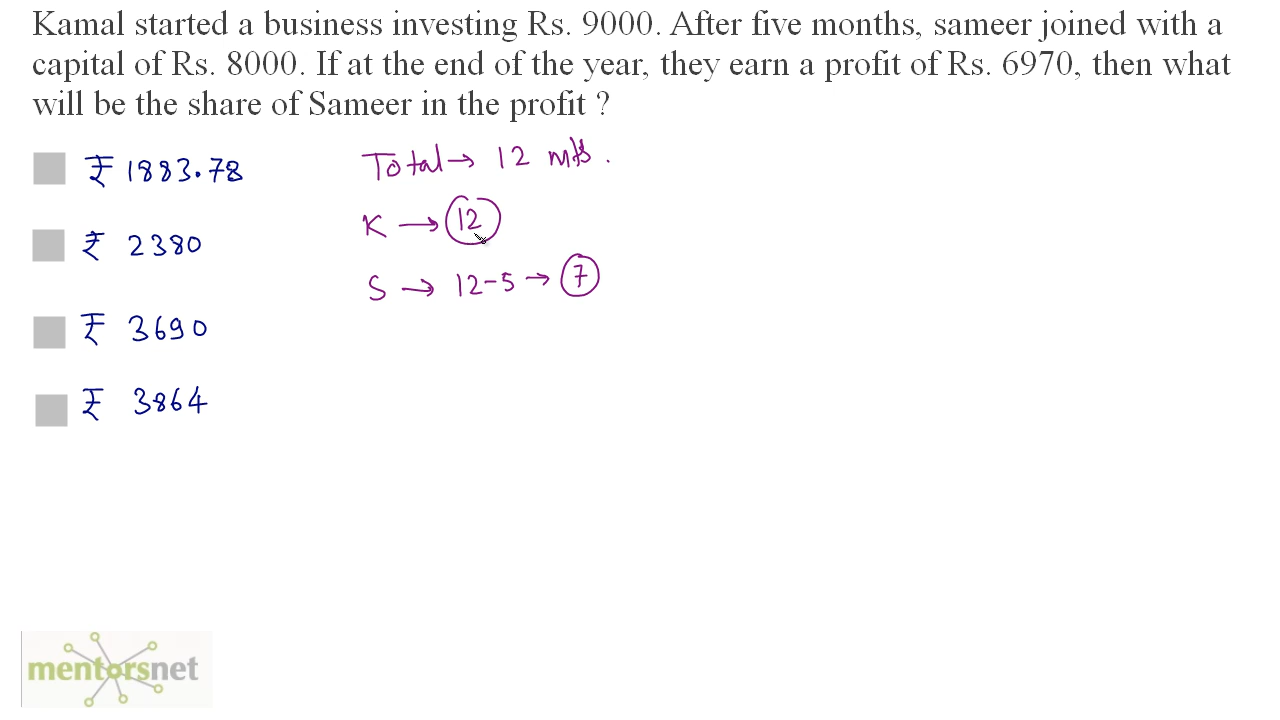 Kamal started a business investing Rs. 9000. After five months, sameer joined with a
capital of Rs. 8000. If at the end of the year, they earn a profit of Rs. 6970, then what
will be the share of Sameer in the profit ?
₹ 1883.78
₹ 2380
₹ 3690
₹ 3864
Total → 12 mts.
K → 12
S → 12-5 → 7
mentorsnet